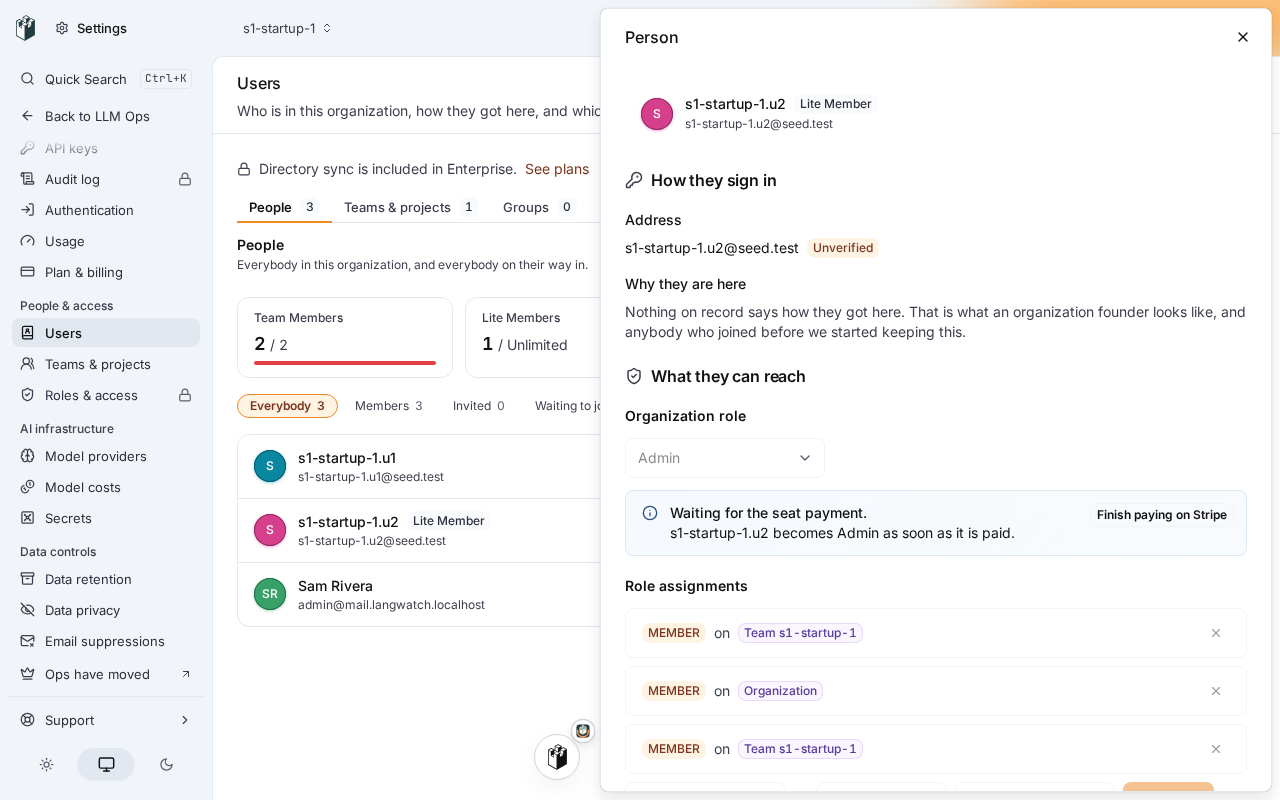 Settings
s1-startup-1
Quick Search
Ctrl+K
Back to LLM Ops
API keys
Audit log
Authentication
Usage
Plan & billing
People & access
Users
Teams & projects
Roles & access
AI infrastructure
Model providers
Model costs
Secrets
Data controls
Data retention
Data privacy
Email suppressions
Ops have moved
Support
Users
Who is in this organization, how they got here, and whic
Directory sync is included in Enterprise. See plans
People 3
Teams & projects 1
Groups 0
People
Everybody in this organization, and everybody on their way in.
Team Members
2 / 2
Lite Members
1 / Unlimited
Everybody 3
Members 3
Invited 0
Waiting to jo
S
s1-startup-1.u1
s1-startup-1.u1@seed.test
S
s1-startup-1.u2 Lite Member
s1-startup-1.u2@seed.test
SR
Sam Rivera
admin@mail.langwatch.localhost
Person
S
s1-startup-1.u2 Lite Member
s1-startup-1.u2@seed.test
How they sign in
Address
s1-startup-1.u2@seed.test Unverified
Why they are here
Nothing on record says how they got here. That is what an organization founder looks like, and
anybody who joined before we started keeping this.
What they can reach
Organization role
Admin
Waiting for the seat payment.
s1-startup-1.u2 becomes Admin as soon as it is paid.
Finish paying on Stripe
Role assignments
MEMBER on Team s1-startup-1
MEMBER on Organization
MEMBER on Team s1-startup-1